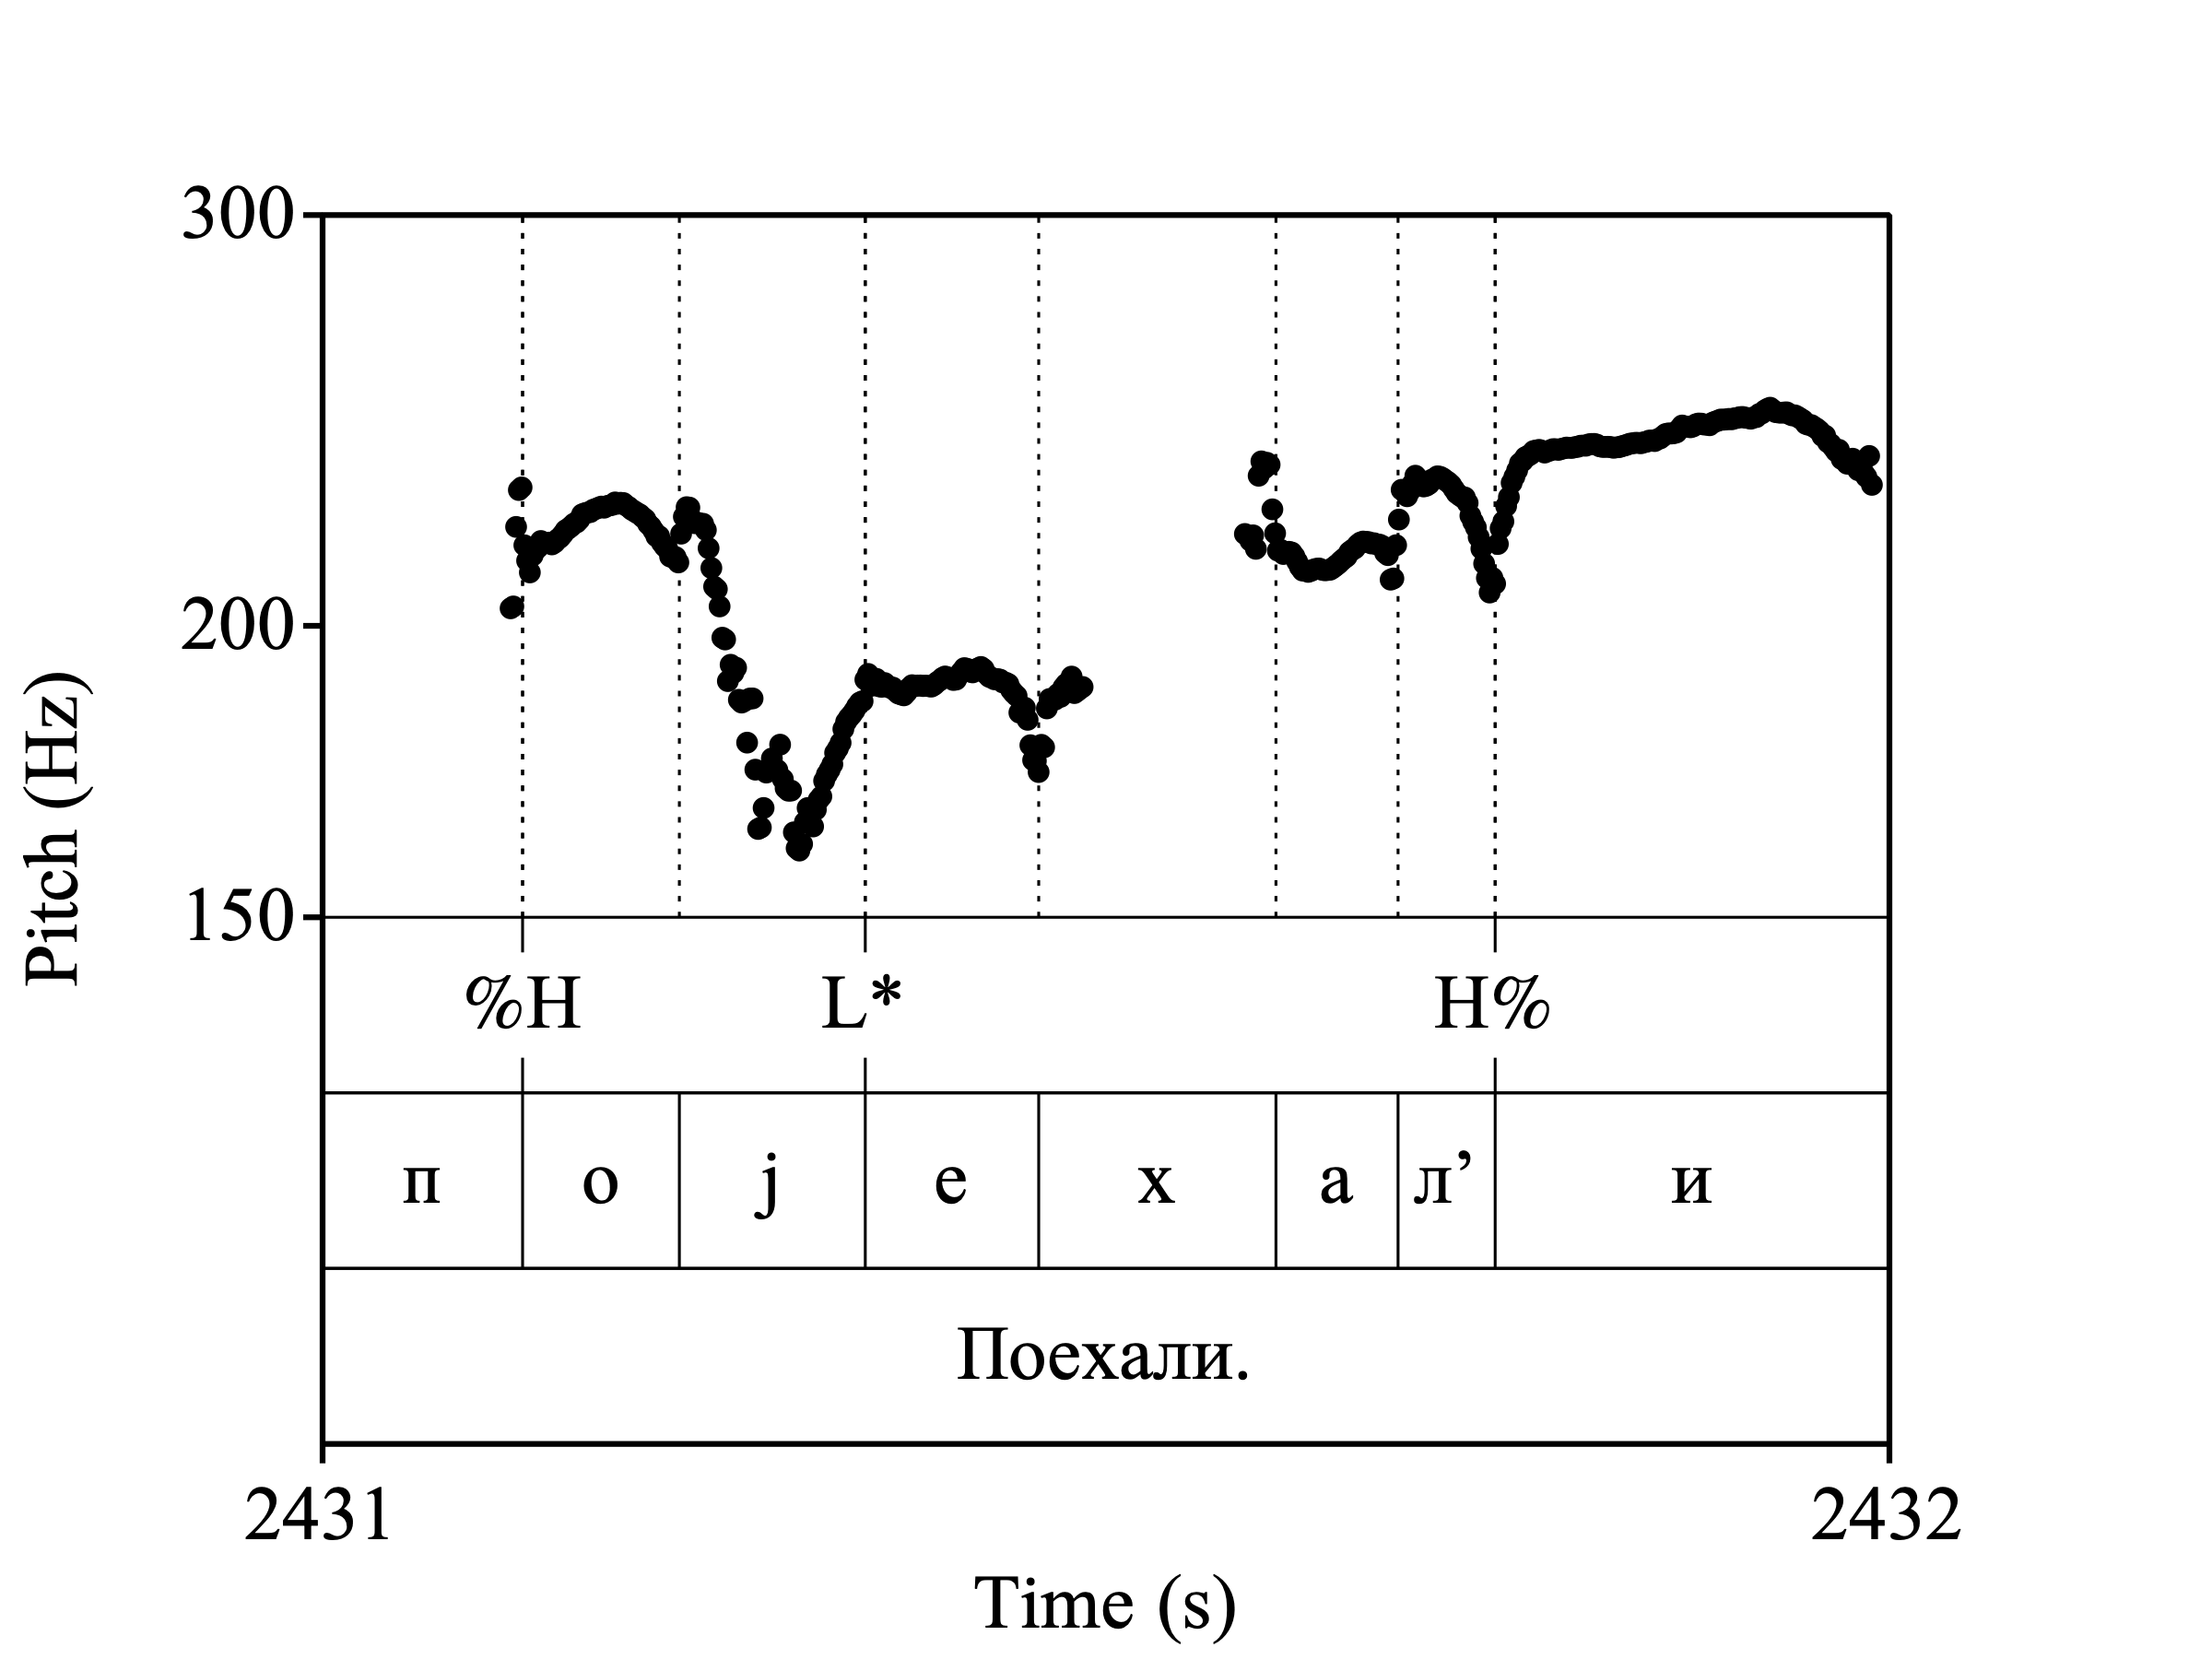 300
200
150
Pitch (Hz)
%H L* H%
п о j е х а л’ и
Поехали.
2431 2432
Time (s)